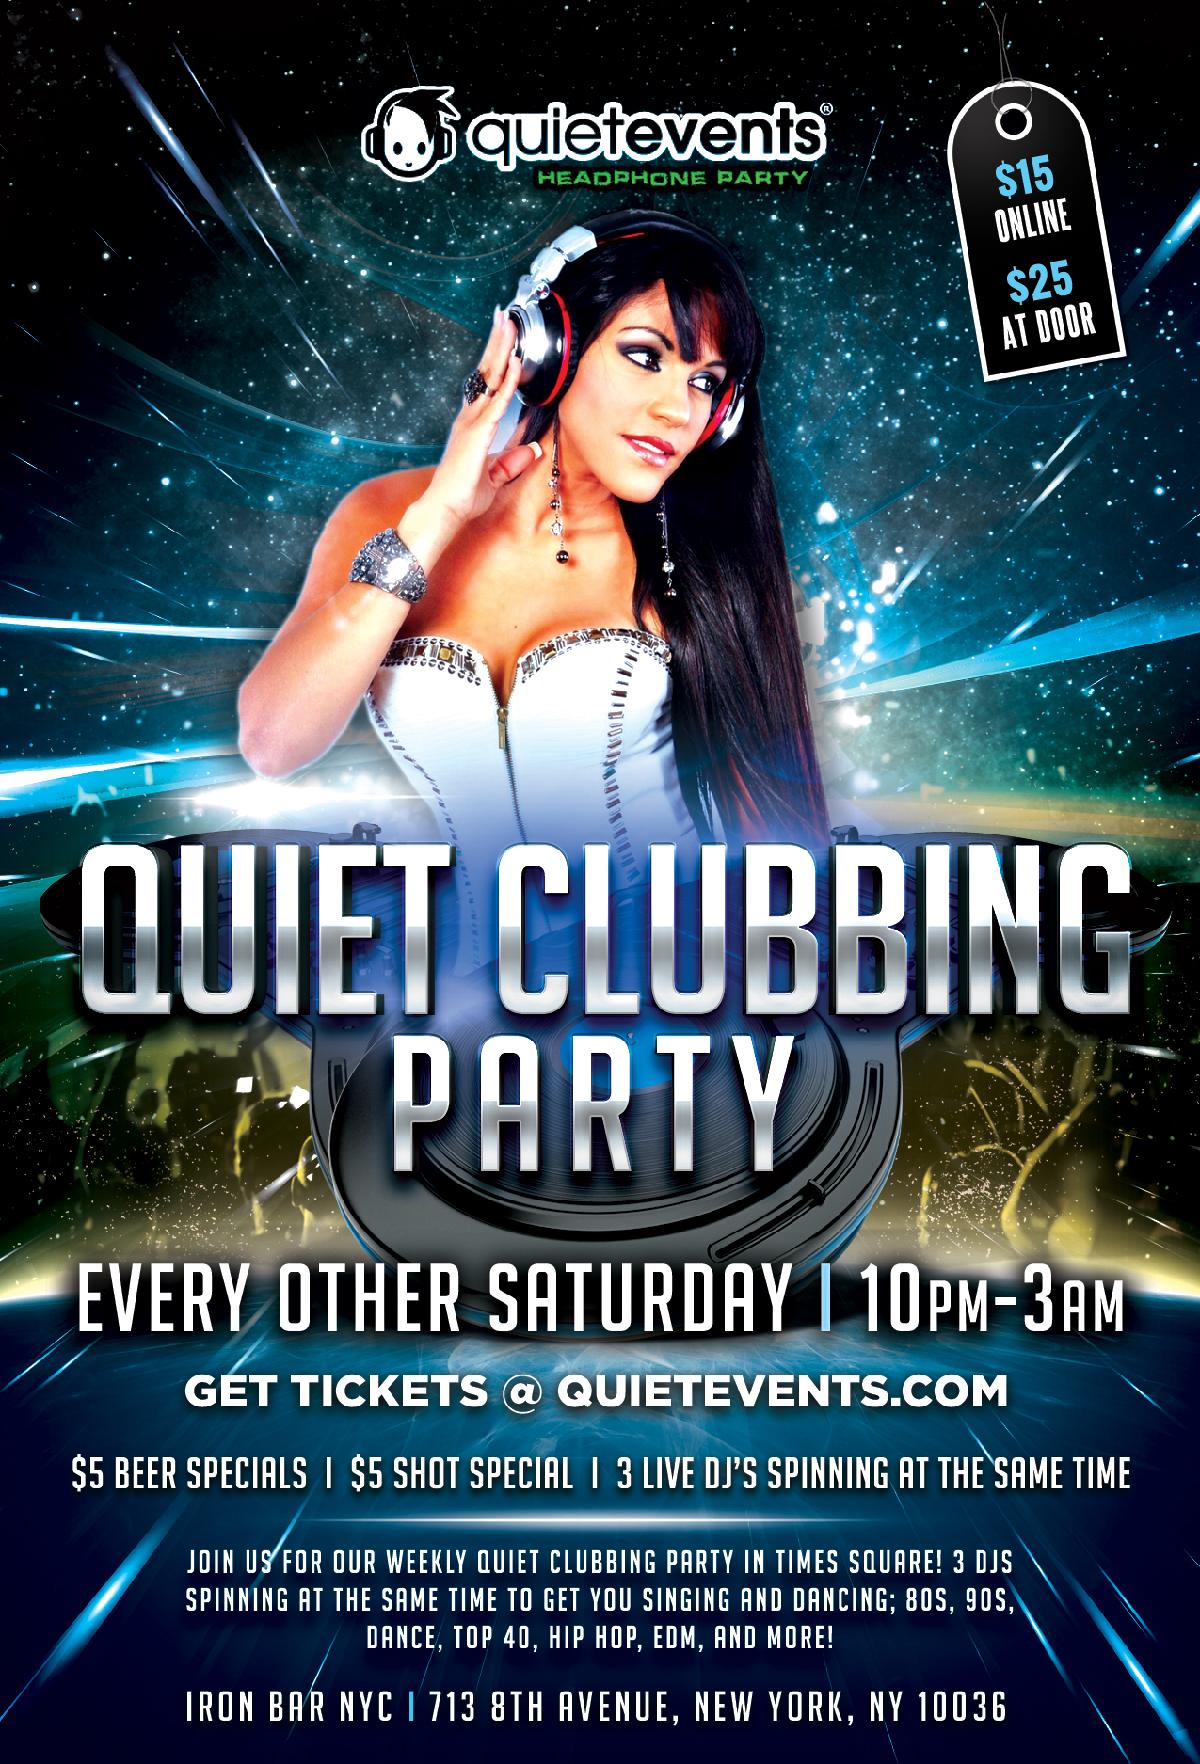 quietevents®
HEADPHONE PARTY
$15
ONLINE
$25
AT DOOR
QUIET CLUBBING
PARTY
EVERY OTHER SATURDAY | 10PM-3AM
GET TICKETS @ QUIETEVENTS.COM
$5 BEER SPECIALS | $5 SHOT SPECIAL | 3 LIVE DJ'S SPINNING AT THE SAME TIME
JOIN US FOR OUR WEEKLY QUIET CLUBBING PARTY IN TIMES SQUARE! 3 DJS
SPINNING AT THE SAME TIME TO GET YOU SINGING AND DANCING; 80S, 90S,
DANCE, TOP 40, HIP HOP, EDM, AND MORE!
IRON BAR NYC | 713 8TH AVENUE, NEW YORK, NY 10036